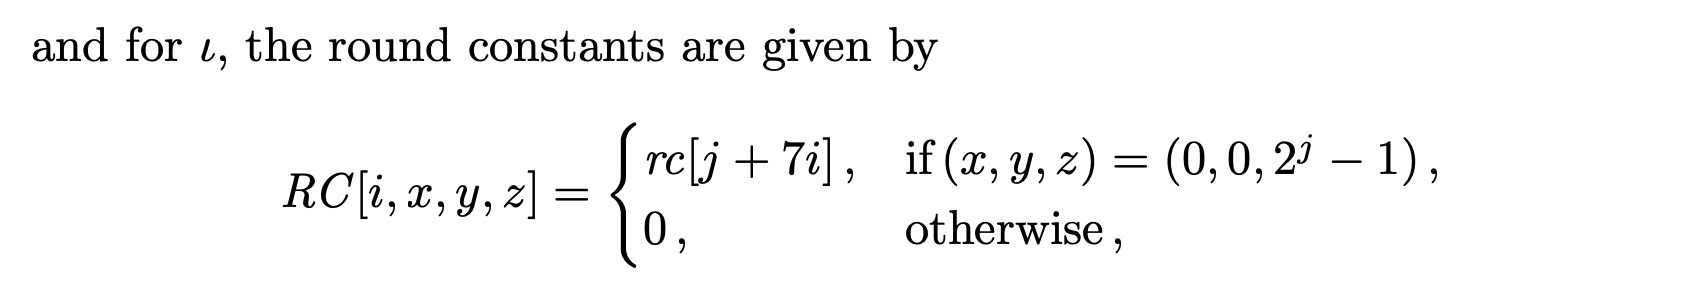 and for ι, the round constants are given by
RC[i, x, y, z] = { rc[j + 7i] , if (x, y, z) = (0, 0, 2^j − 1) ,
0 , otherwise ,